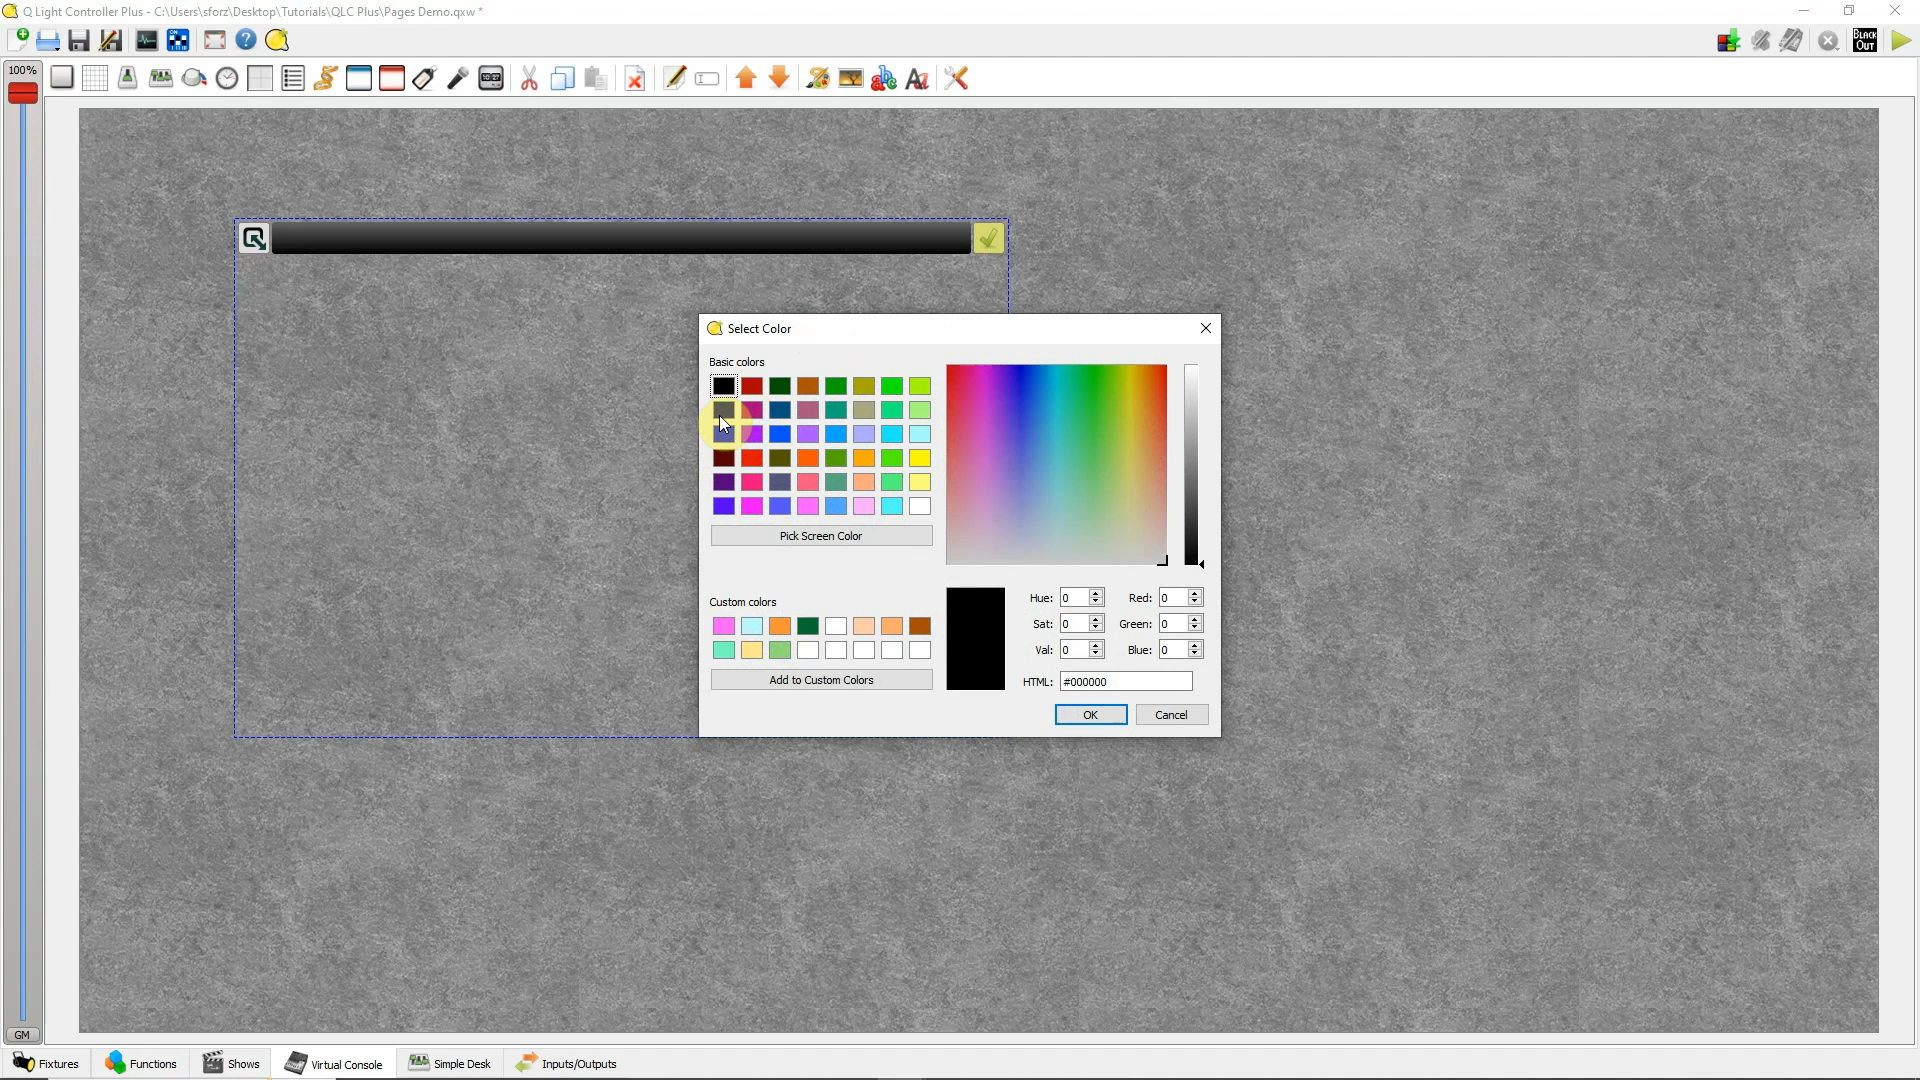 Q Light Controller Plus - C:\Users\sforz\Desktop\Tutorials\QLC Plus\Pages Demo.qxw *
BLACK OUT
100%
Select Color
Basic colors
Pick Screen Color
Custom colors
Hue: 0 Red: 0
Sat: 0 Green: 0
Val: 0 Blue: 0
Add to Custom Colors
HTML: #000000
OK Cancel
GM
Fixtures Functions Shows Virtual Console Simple Desk Inputs/Outputs